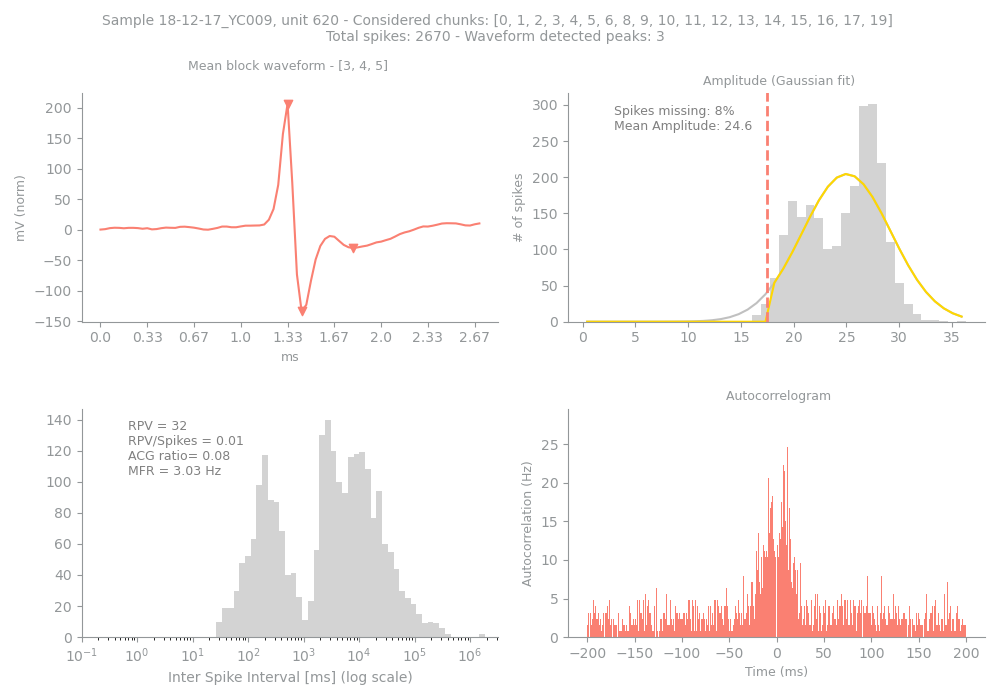 Sample 18-12-17_YC009, unit 620 - Considered chunks: [0, 1, 2, 3, 4, 5, 6, 8, 9, 10, 11, 12, 13, 14, 15, 16, 17, 19]
Total spikes: 2670 - Waveform detected peaks: 3
Mean block waveform - [3, 4, 5]
mV (norm)
200
150
100
50
0
−50
−100
−150
0.0 0.33 0.67 1.0 1.33 1.67 2.0 2.33 2.67
ms
Amplitude (Gaussian fit)
Spikes missing: 8%
Mean Amplitude: 24.6
# of spikes
300
250
200
150
100
50
0
0 5 10 15 20 25 30 35
RPV = 32
RPV/Spikes = 0.01
ACG ratio= 0.08
MFR = 3.03 Hz
140
120
100
80
60
40
20
0
10⁻¹ 10⁰ 10¹ 10² 10³ 10⁴ 10⁵ 10⁶
Inter Spike Interval [ms] (log scale)
Autocorrelogram
Autocorrelation (Hz)
25
20
15
10
5
0
−200 −150 −100 −50 0 50 100 150 200
Time (ms)